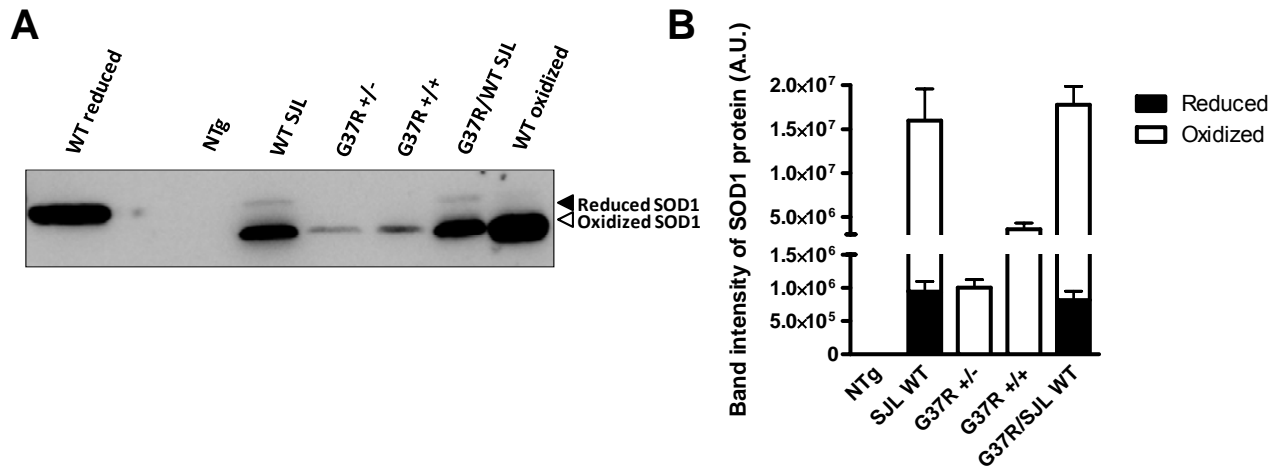 A
WT reduced
NTg
WT SJL
G37R +/-
G37R +/+
G37R/WT SJL
WT oxidized
Reduced SOD1
Oxidized SOD1
B
Band intensity of SOD1 protein (A.U.)
2.0×10⁷
1.5×10⁷
1.0×10⁷
5.0×10⁶
1.5×10⁶
1.0×10⁶
5.0×10⁵
0
NTg
SJL WT
G37R +/-
G37R +/+
G37R/SJL WT
Reduced
Oxidized